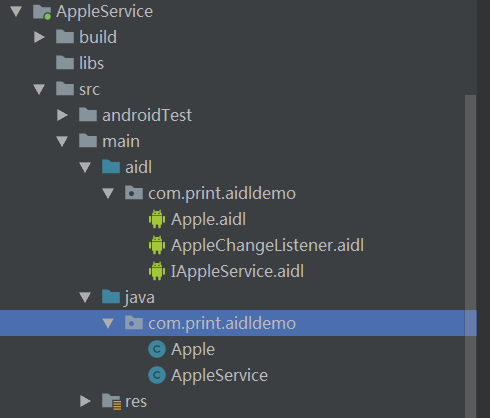 AppleService
build
libs
src
androidTest
main
aidl
com.print.aidldemo
Apple.aidl
AppleChangeListener.aidl
IAppleService.aidl
java
com.print.aidldemo
C Apple
C AppleService
res